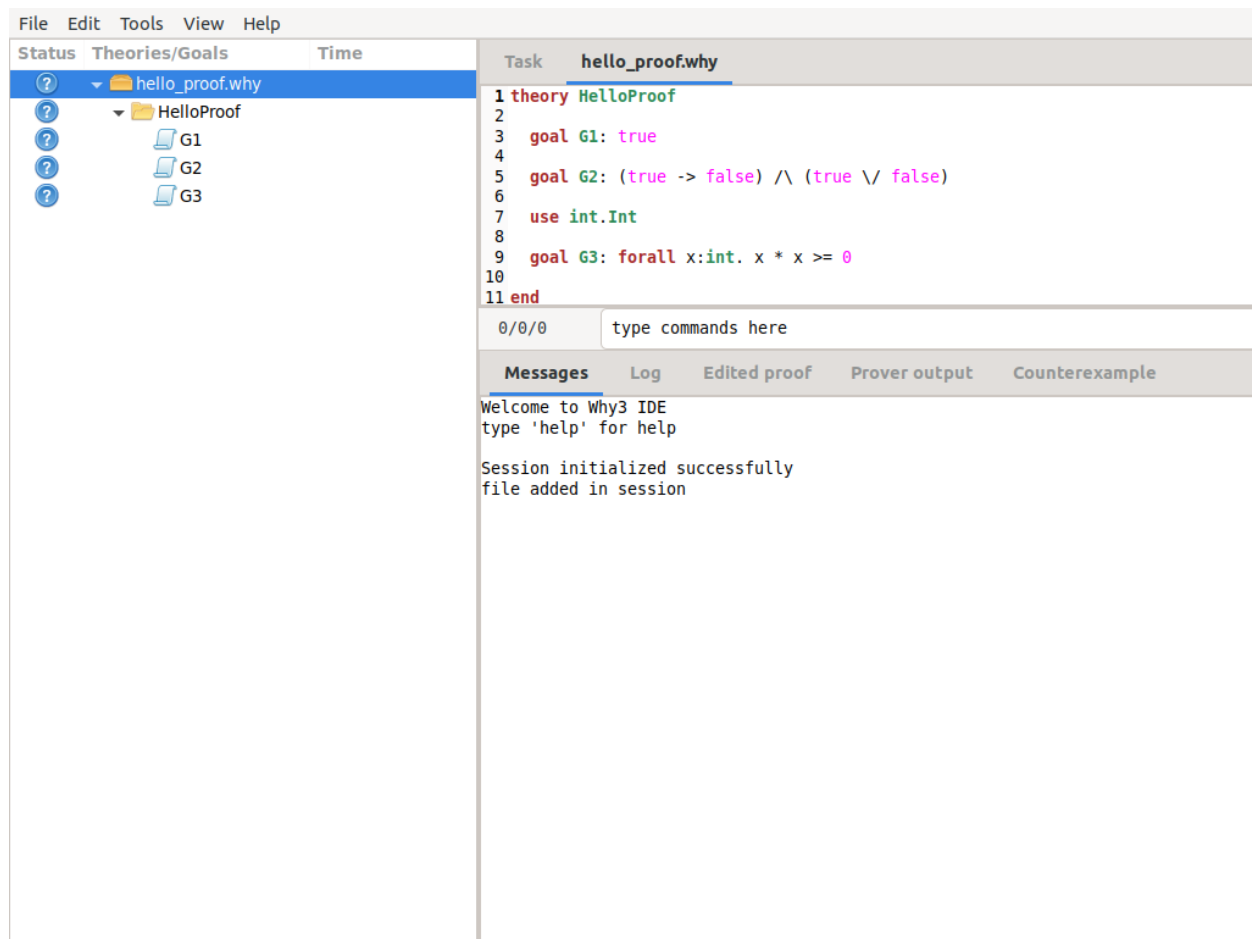 File Edit Tools View Help
Status Theories/Goals Time
hello_proof.why
HelloProof
G1
G2
G3
Task hello_proof.why
1 theory HelloProof
2
3   goal G1: true
4
5   goal G2: (true -> false) /\ (true \/ false)
6
7   use int.Int
8
9   goal G3: forall x:int. x * x >= 0
10
11 end
0/0/0 type commands here
Messages Log Edited proof Prover output Counterexample
Welcome to Why3 IDE
type 'help' for help
Session initialized successfully
file added in session